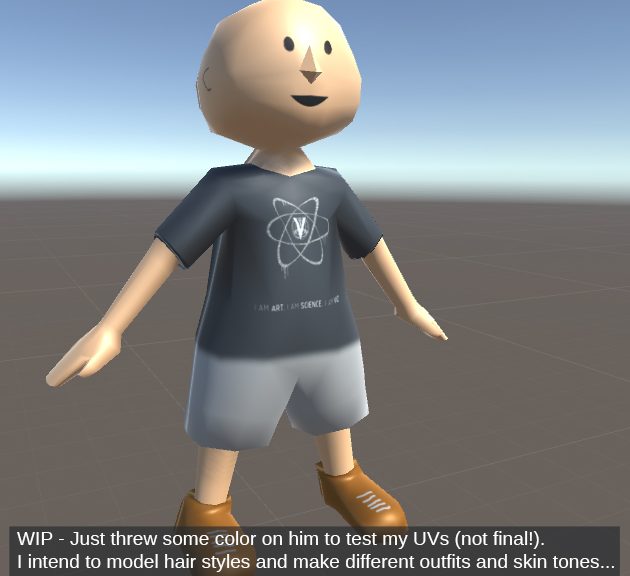 V
I AM ART. I AM SCIENCE. I AM
WIP - Just threw some color on him to test my UVs (not final!).
I intend to model hair styles and make different outfits and skin tones...